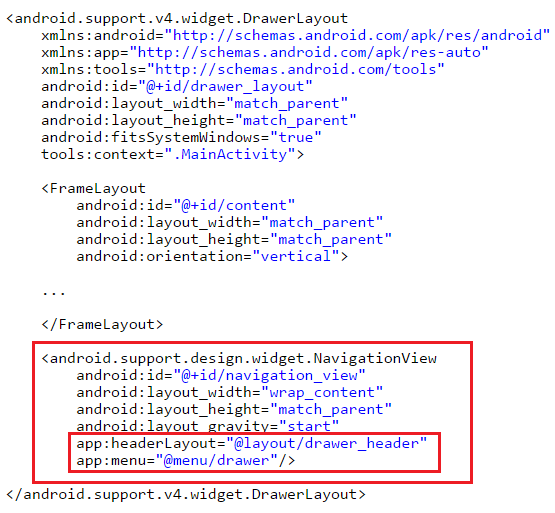 <android.support.v4.widget.DrawerLayout
    xmlns:android="http://schemas.android.com/apk/res/android"
    xmlns:app="http://schemas.android.com/apk/res-auto"
    xmlns:tools="http://schemas.android.com/tools"
    android:id="@+id/drawer_layout"
    android:layout_width="match_parent"
    android:layout_height="match_parent"
    android:fitsSystemWindows="true"
    tools:context=".MainActivity">

    <FrameLayout
        android:id="@+id/content"
        android:layout_width="match_parent"
        android:layout_height="match_parent"
        android:orientation="vertical">

    ...

    </FrameLayout>

    <android.support.design.widget.NavigationView
        android:id="@+id/navigation_view"
        android:layout_width="wrap_content"
        android:layout_height="match_parent"
        android:layout_gravity="start"
        app:headerLayout="@layout/drawer_header"
        app:menu="@menu/drawer"/>

</android.support.v4.widget.DrawerLayout>